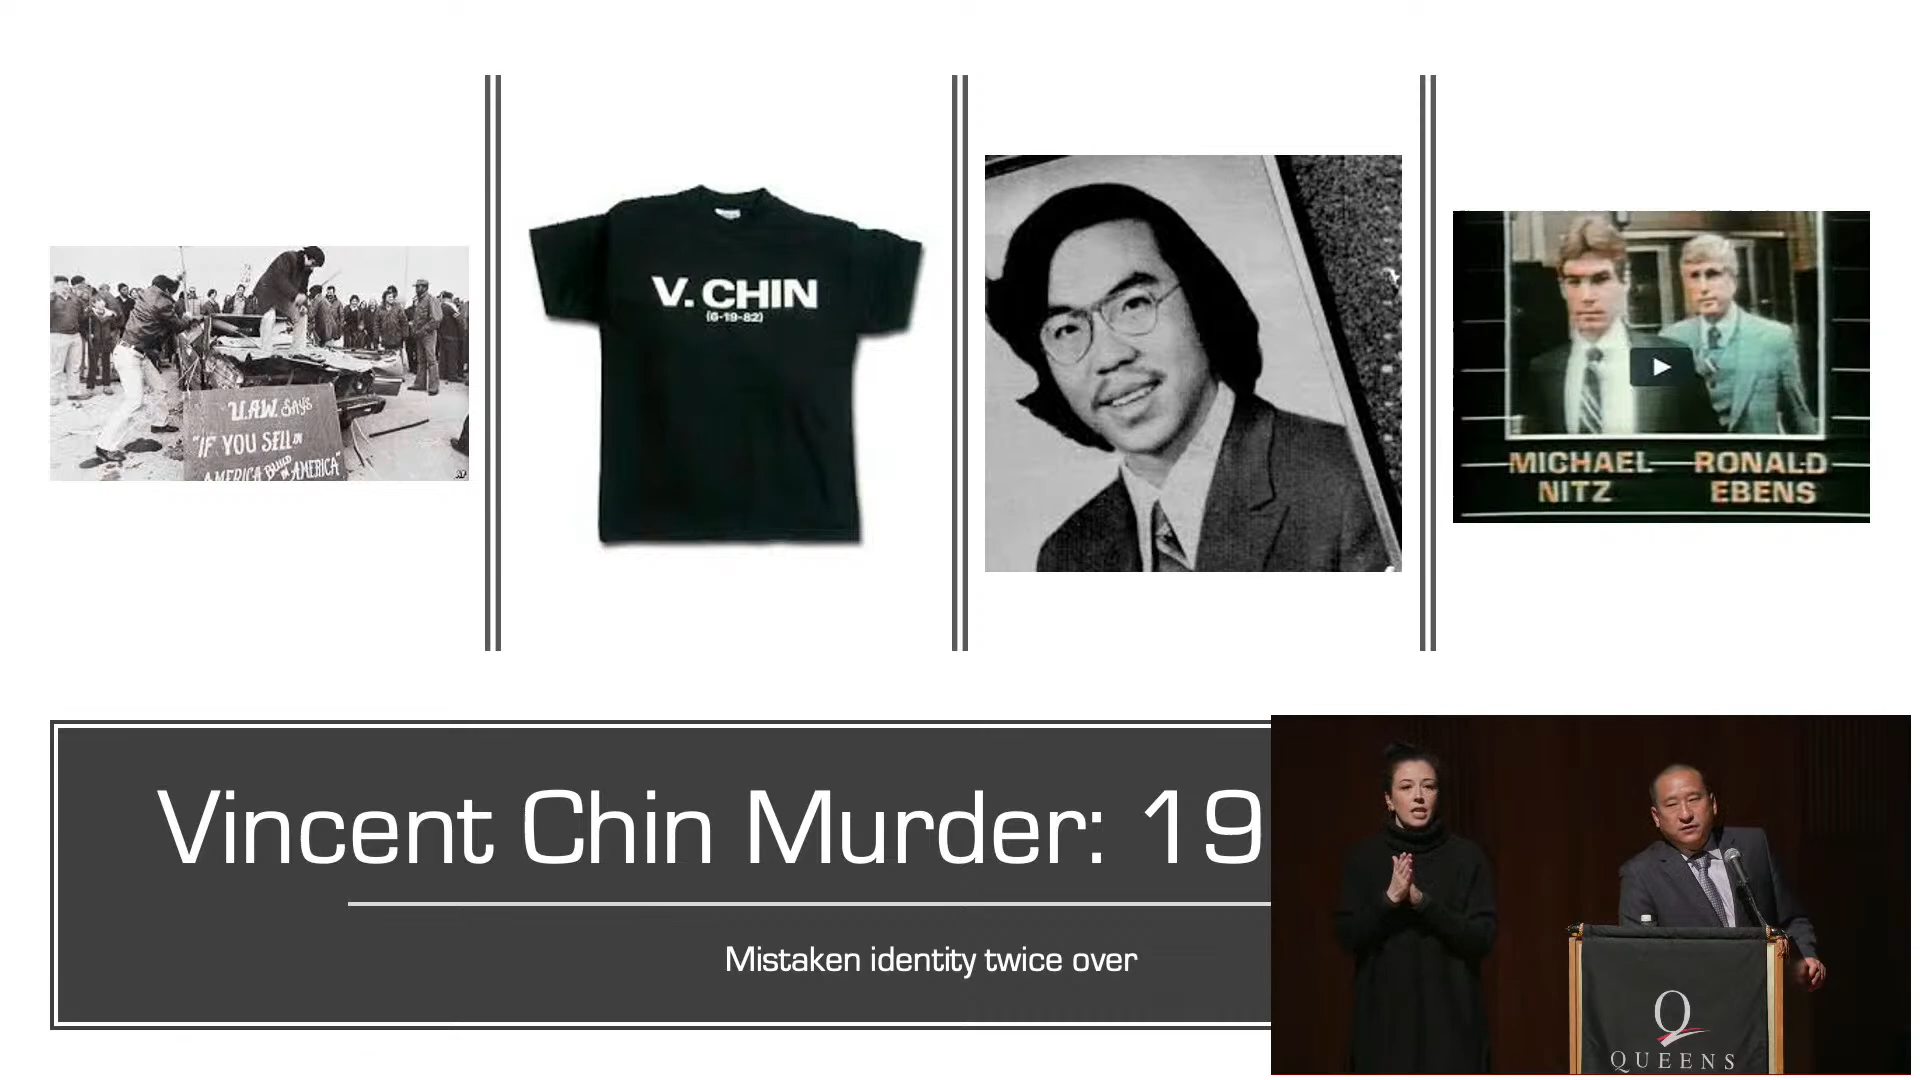 U.A.W. SAYS
"IF YOU SELL IN
AMERICA BUILD IN AMERICA"
AP
V. CHIN
(6-19-82)
MICHAEL NITZ
RONALD EBENS
Vincent Chin Murder: 19
Mistaken identity twice over
Q
QUEENS